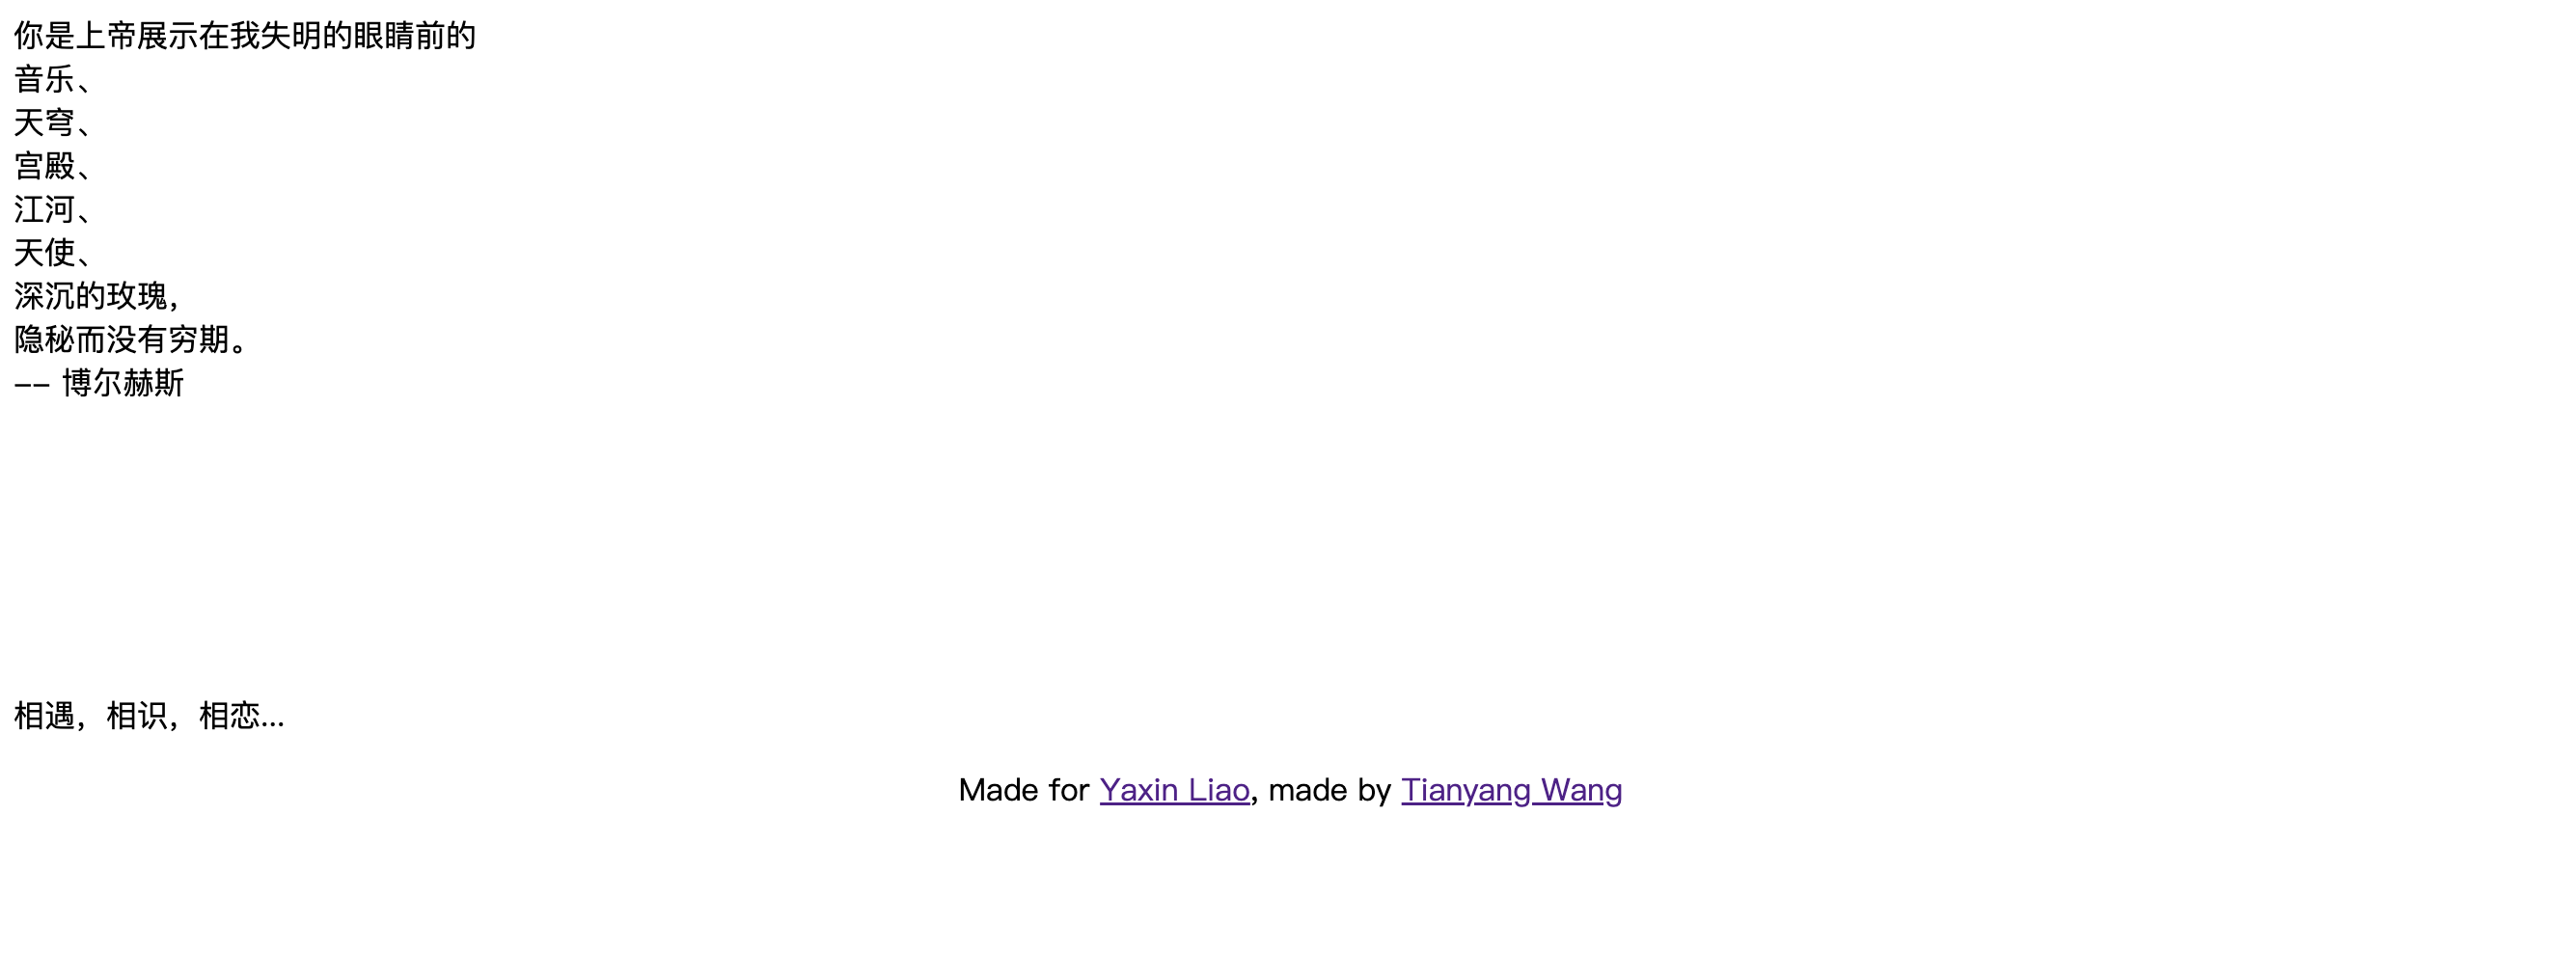 你是上帝展示在我失明的眼睛前的
音乐、
天穹、
宫殿、
江河、
天使、
深沉的玫瑰，
隐秘而没有穷期。
-- 博尔赫斯
相遇，相识，相恋...
Made for Yaxin Liao, made by Tianyang Wang